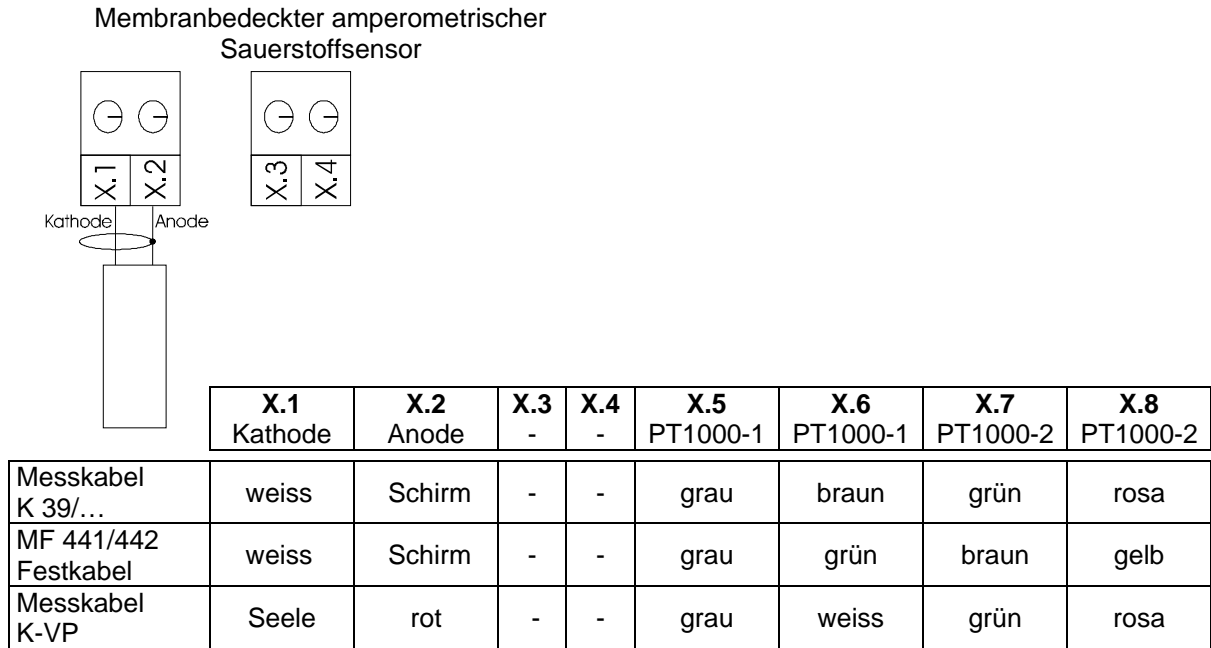 Membranbedeckter amperometrischer
Sauerstoffsensor
X.1 X.2 X.3 X.4
Kathode Anode
X.1 X.2 X.3 X.4 X.5 X.6 X.7 X.8
Kathode Anode - - PT1000-1 PT1000-1 PT1000-2 PT1000-2
Messkabel
K 39/… weiss Schirm - - grau braun grün rosa
MF 441/442
Festkabel weiss Schirm - - grau grün braun gelb
Messkabel
K-VP Seele rot - - grau weiss grün rosa